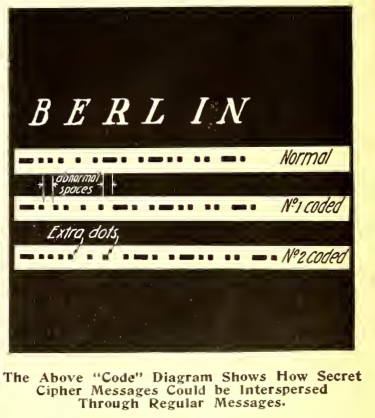 BERLIN
Normal
abnormal
spaces
Nº1 coded
Extra dots
Nº2 coded
The Above "Code" Diagram Shows How Secret
Cipher Messages Could be Interspersed
Through Regular Messages.